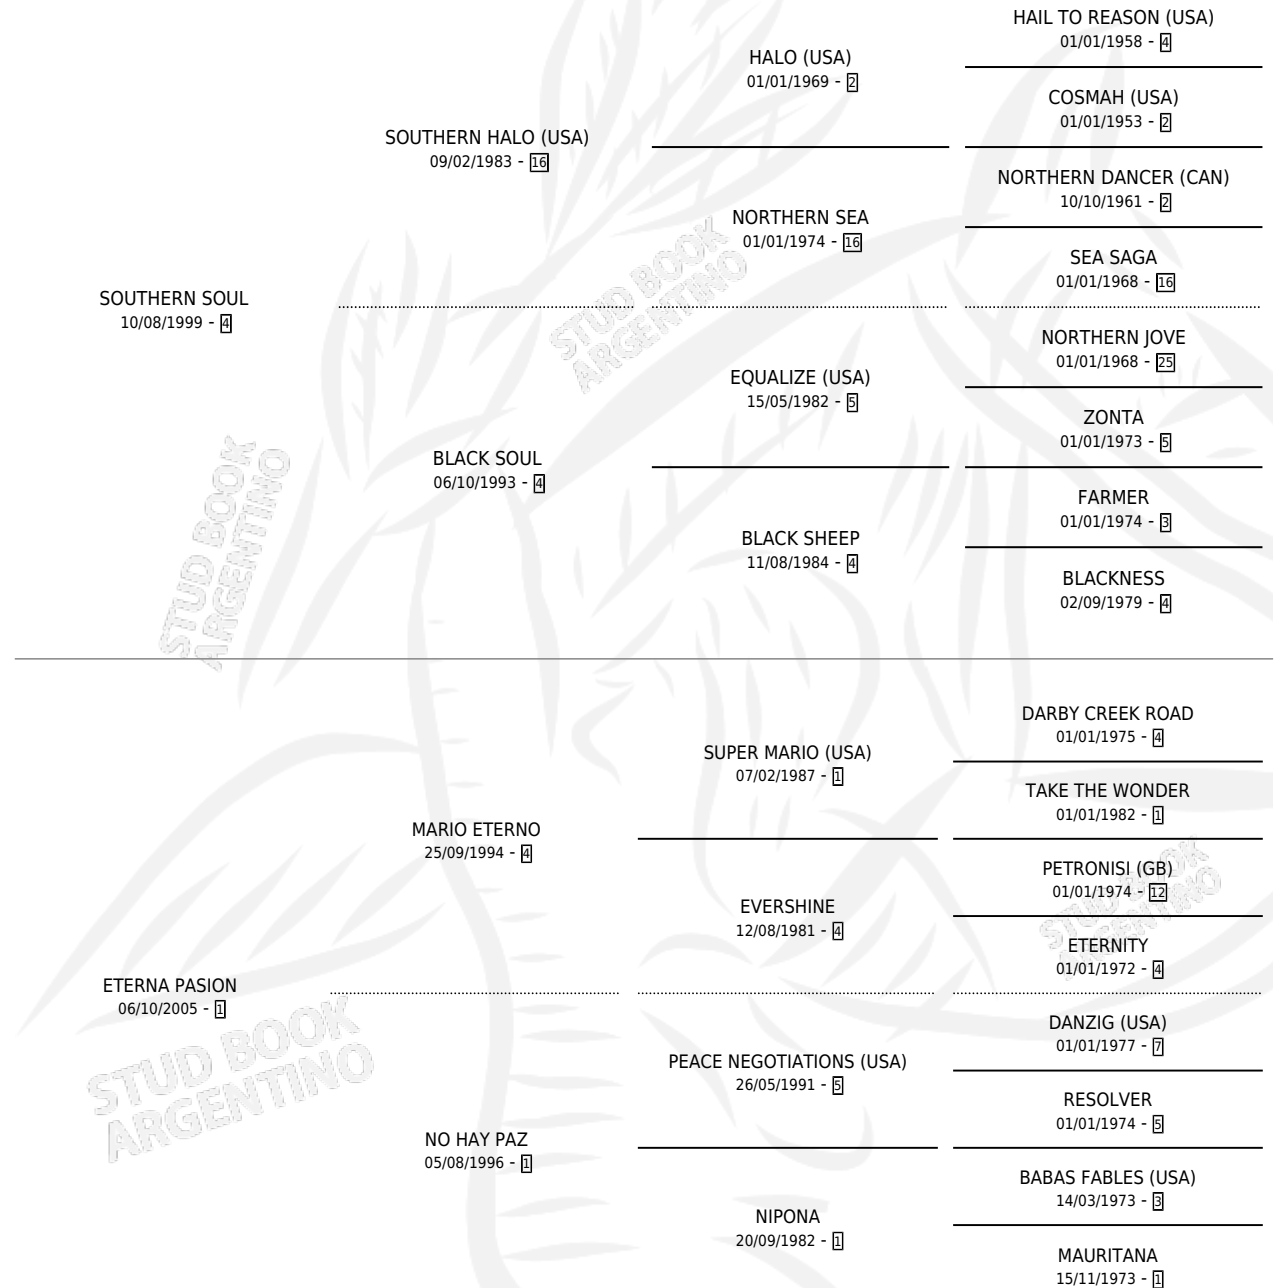 HAIL TO REASON (USA)
01/01/1958 - 4
HALO (USA)
01/01/1969 - 2
COSMAH (USA)
01/01/1953 - 2
SOUTHERN HALO (USA)
09/02/1983 - 16
NORTHERN DANCER (CAN)
10/10/1961 - 2
NORTHERN SEA
01/01/1974 - 16
SEA SAGA
01/01/1968 - 16
SOUTHERN SOUL
10/08/1999 - 4
STUD BOOK
ARGENTINO
NORTHERN JOVE
01/01/1968 - 25
EQUALIZE (USA)
15/05/1982 - 5
ZONTA
01/01/1973 - 5
BLACK SOUL
06/10/1993 - 4
FARMER
01/01/1974 - 3
BLACK SHEEP
11/08/1984 - 4
BLACKNESS
02/09/1979 - 4
STUD BOOK
ARGENTINO
DARBY CREEK ROAD
01/01/1975 - 4
SUPER MARIO (USA)
07/02/1987 - 1
TAKE THE WONDER
01/01/1982 - 1
MARIO ETERNO
25/09/1994 - 4
PETRONISI (GB)
01/01/1974 - 12
EVERSHINE
12/08/1981 - 4
STUD BOOK
ARGENTINO
ETERNITY
01/01/1972 - 4
ETERNA PASION
06/10/2005 - 1
STUD BOOK
ARGENTINO
DANZIG (USA)
01/01/1977 - 7
PEACE NEGOTIATIONS (USA)
26/05/1991 - 5
RESOLVER
01/01/1974 - 5
NO HAY PAZ
05/08/1996 - 1
BABAS FABLES (USA)
14/03/1973 - 3
NIPONA
20/09/1982 - 1
MAURITANA
15/11/1973 - 1